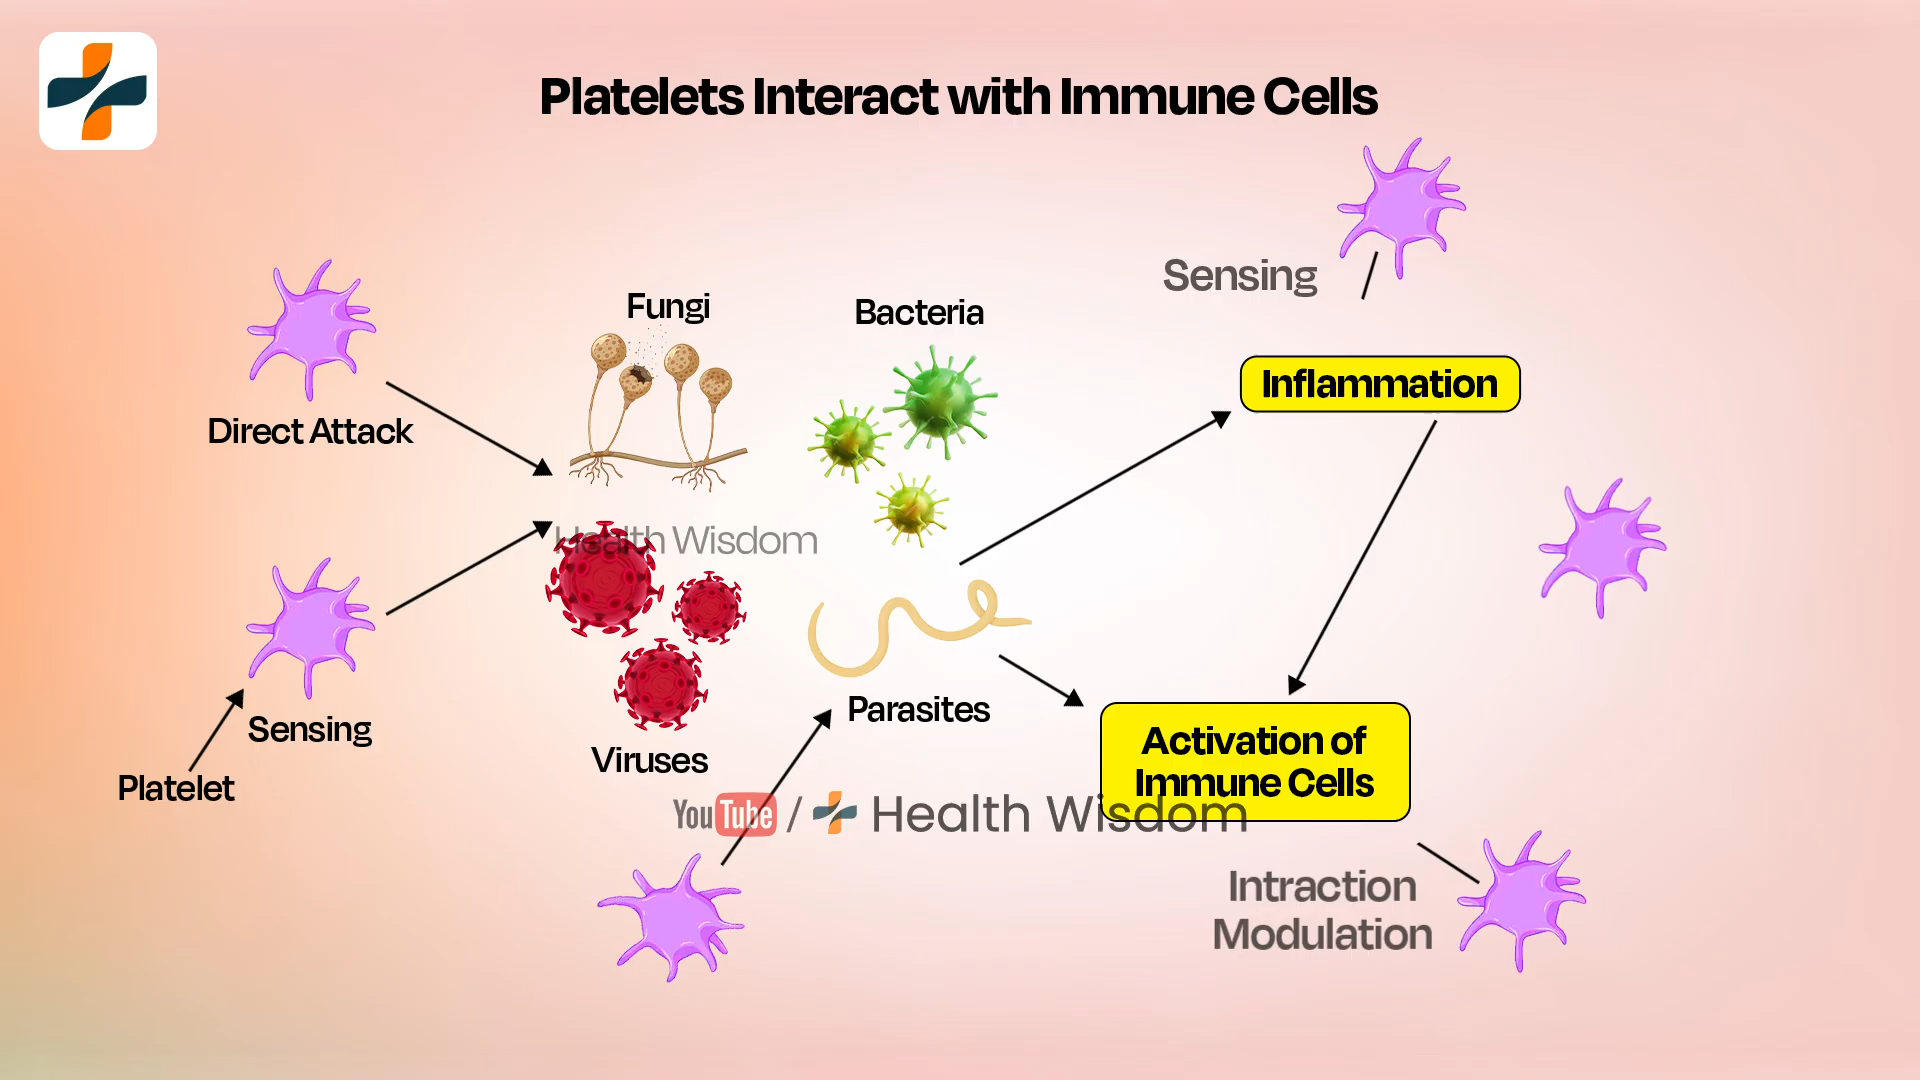 Platelets Interact with Immune Cells
Sensing
Fungi
Bacteria
Inflammation
Direct Attack
Health Wisdom
Sensing
Parasites
Viruses
Platelet
Activation of
Immune Cells
YouTube / Health Wisdom
Intraction
Modulation